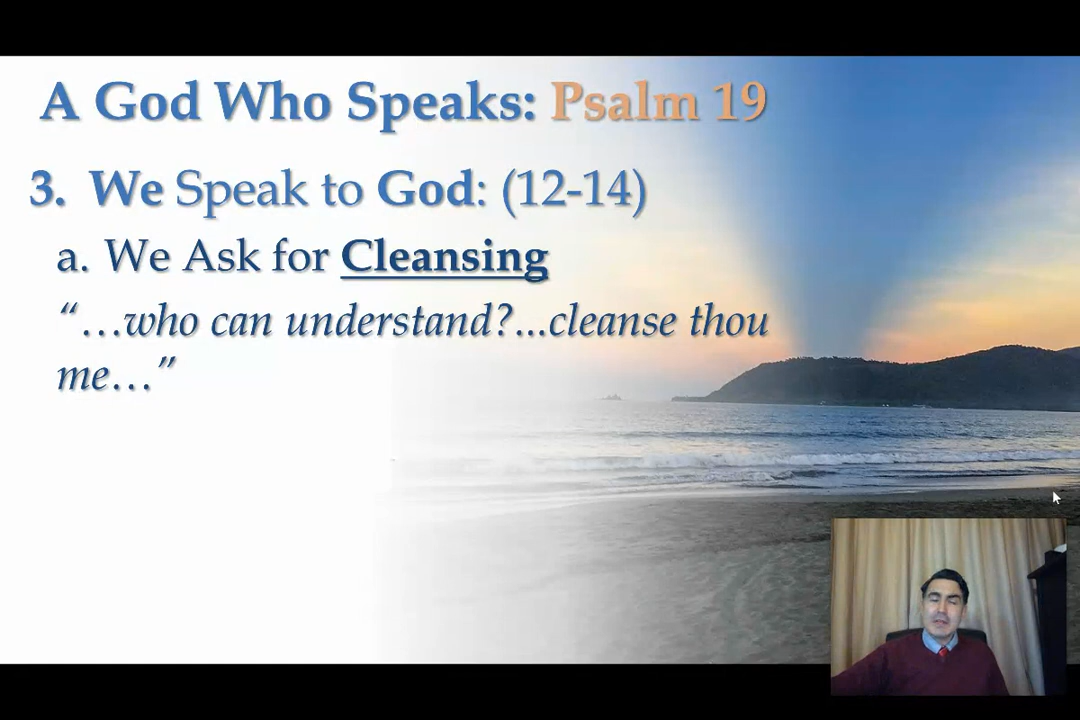 A God Who Speaks: Psalm 19
3. We Speak to God: (12-14)
a. We Ask for Cleansing
“…who can understand?...cleanse thou
me…”